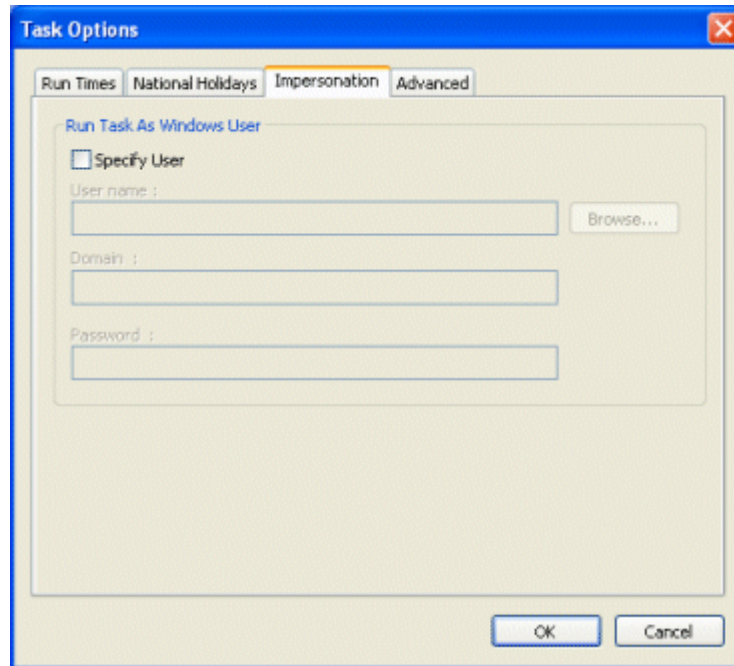 Task Options
Run Times National Holidays Impersonation Advanced
Run Task As Windows User
Specify User
User name :
Browse...
Domain :
Password :
OK Cancel